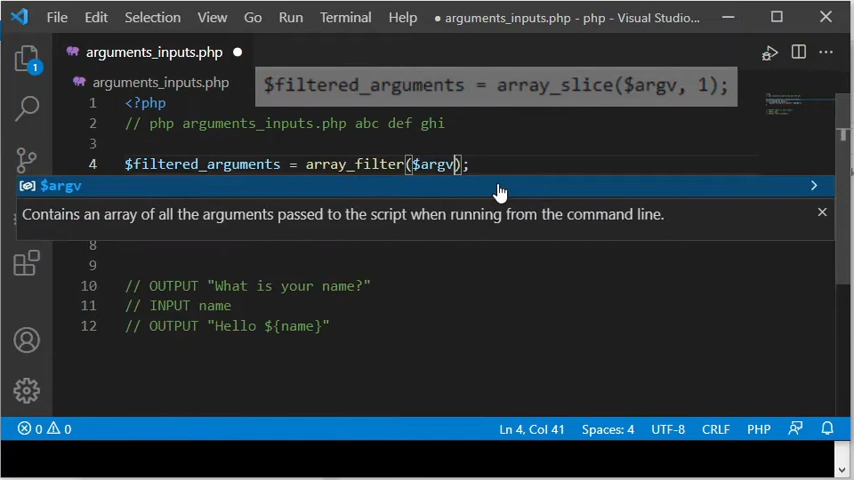 File Edit Selection View Go Run Terminal Help ● arguments_inputs.php - php - Visual Studio...
arguments_inputs.php ●
arguments_inputs.php
$filtered_arguments = array_slice($argv, 1);
1
1 <?php
2 // php arguments_inputs.php abc def ghi
3
4 $filtered_arguments = array_filter($argv);
$argv
Contains an array of all the arguments passed to the script when running from the command line.
8
9
10 // OUTPUT "What is your name?"
11 // INPUT name
12 // OUTPUT "Hello ${name}"
0 0 Ln 4, Col 41 Spaces: 4 UTF-8 CRLF PHP